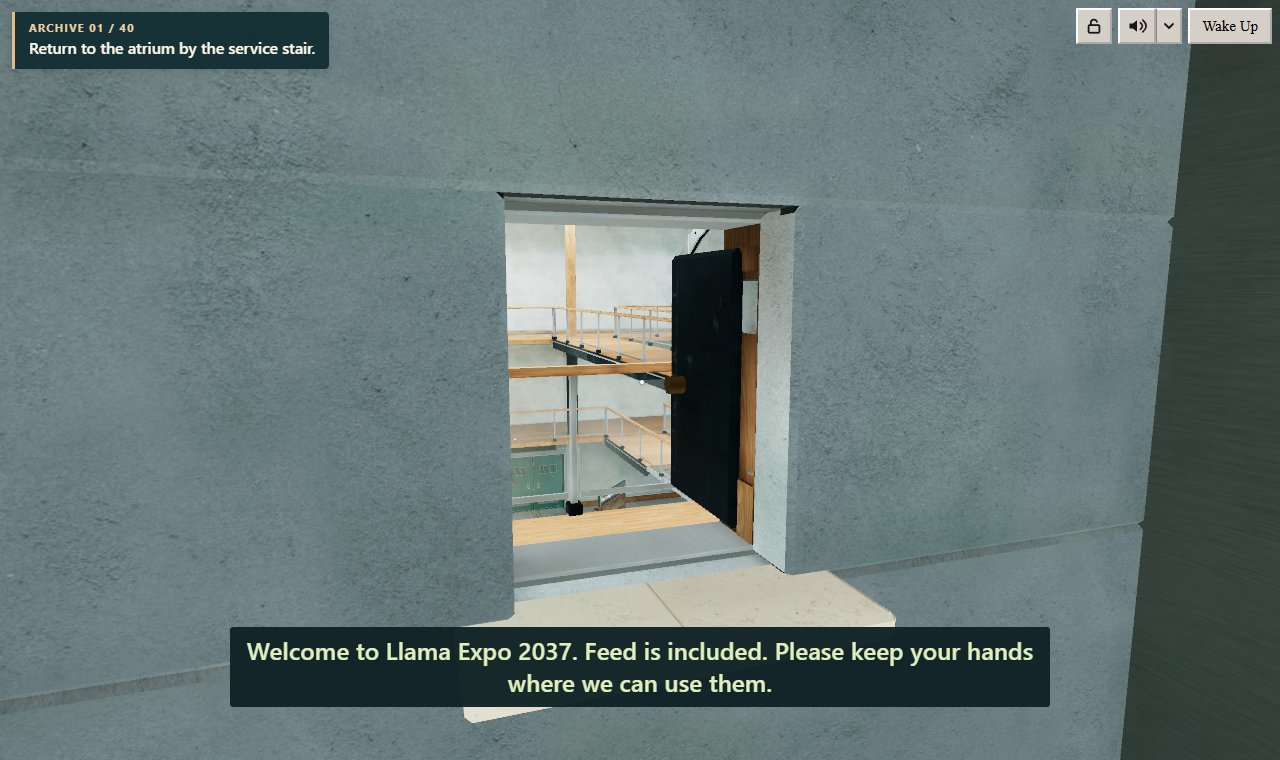 ARCHIVE 01 / 40
Return to the atrium by the service stair.
Wake Up
Welcome to Llama Expo 2037. Feed is included. Please keep your hands
where we can use them.